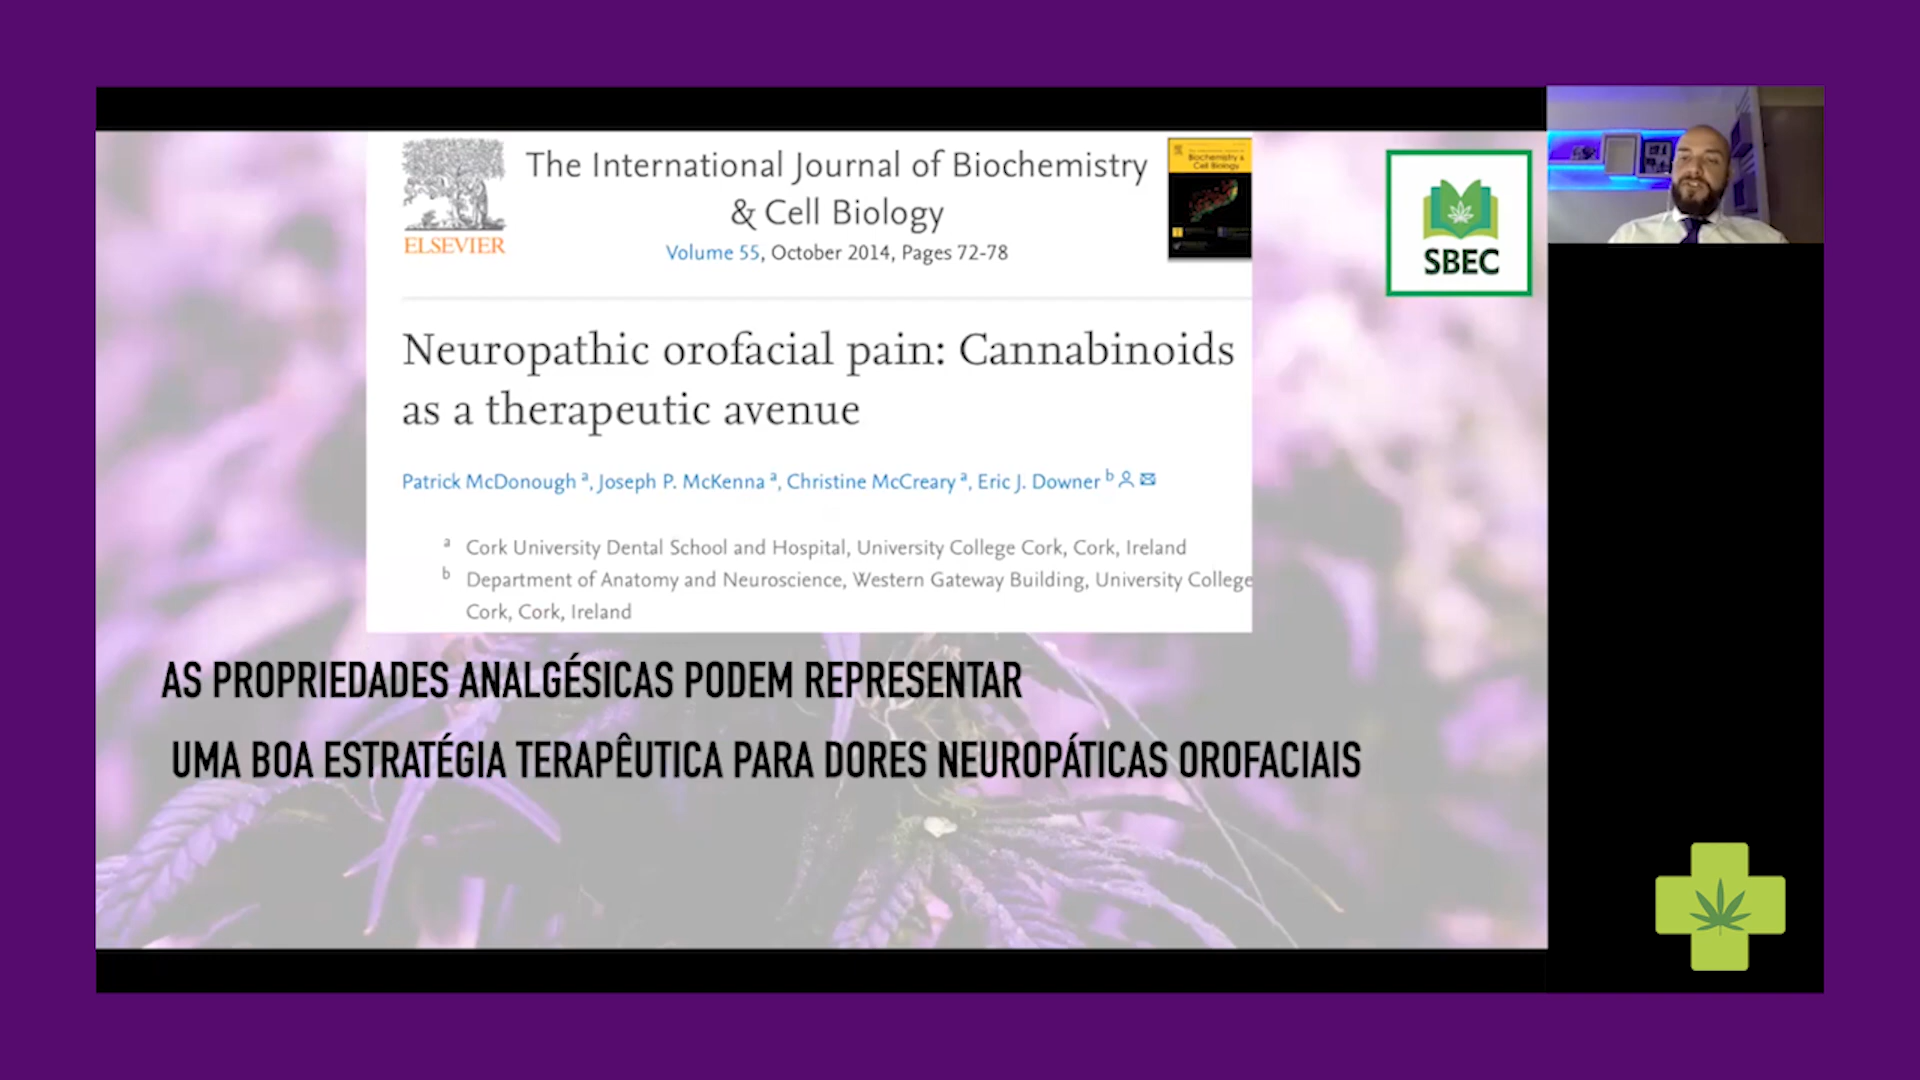 The International Journal of Biochemistry
& Cell Biology
Volume 55, October 2014, Pages 72-78
ELSEVIER
Biochemistry &
Cell Biology
SBEC
Neuropathic orofacial pain: Cannabinoids
as a therapeutic avenue
Patrick McDonough a, Joseph P. McKenna a, Christine McCreary a, Eric J. Downer b
a Cork University Dental School and Hospital, University College Cork, Cork, Ireland
b Department of Anatomy and Neuroscience, Western Gateway Building, University College
Cork, Cork, Ireland
AS PROPRIEDADES ANALGÉSICAS PODEM REPRESENTAR
UMA BOA ESTRATÉGIA TERAPÊUTICA PARA DORES NEUROPÁTICAS OROFACIAIS